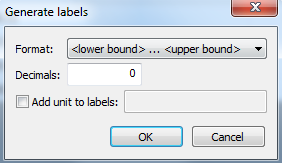 Generate labels
Format: <lower bound> ... <upper bound>
Decimals: 0
Add unit to labels:
OK Cancel